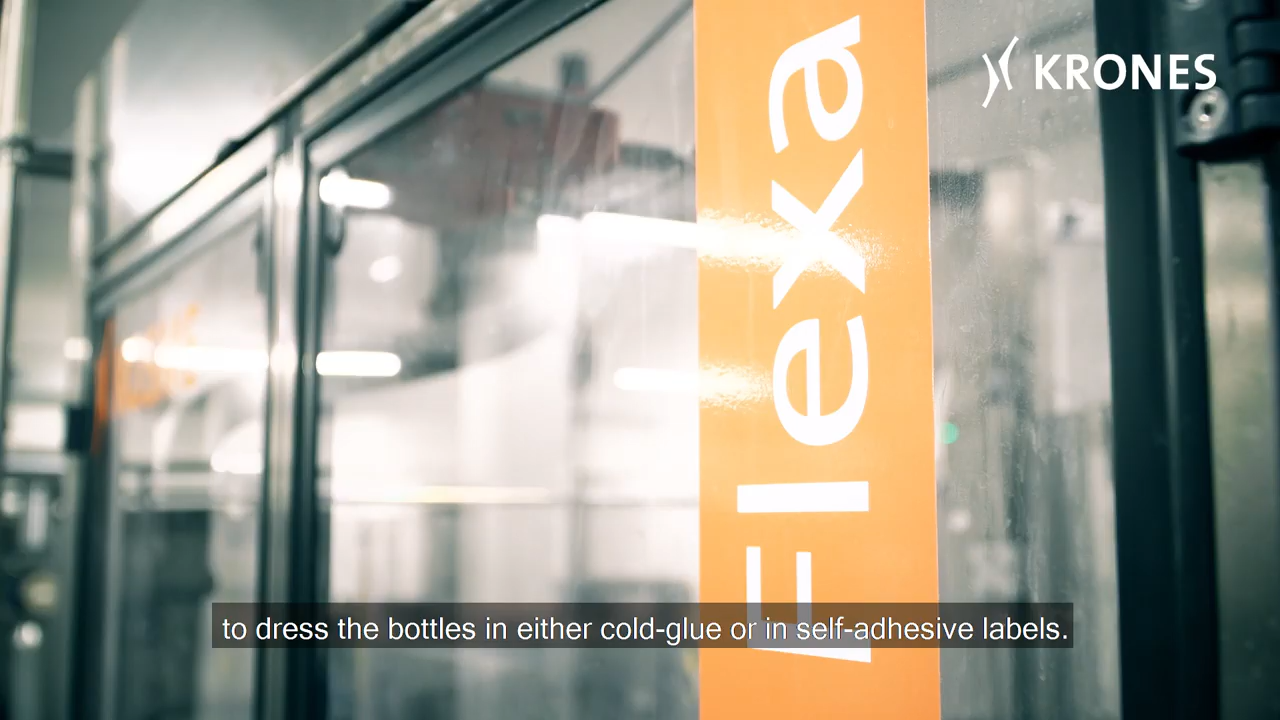 KRONES
Flexa
to dress the bottles in either cold-glue or in self-adhesive labels.